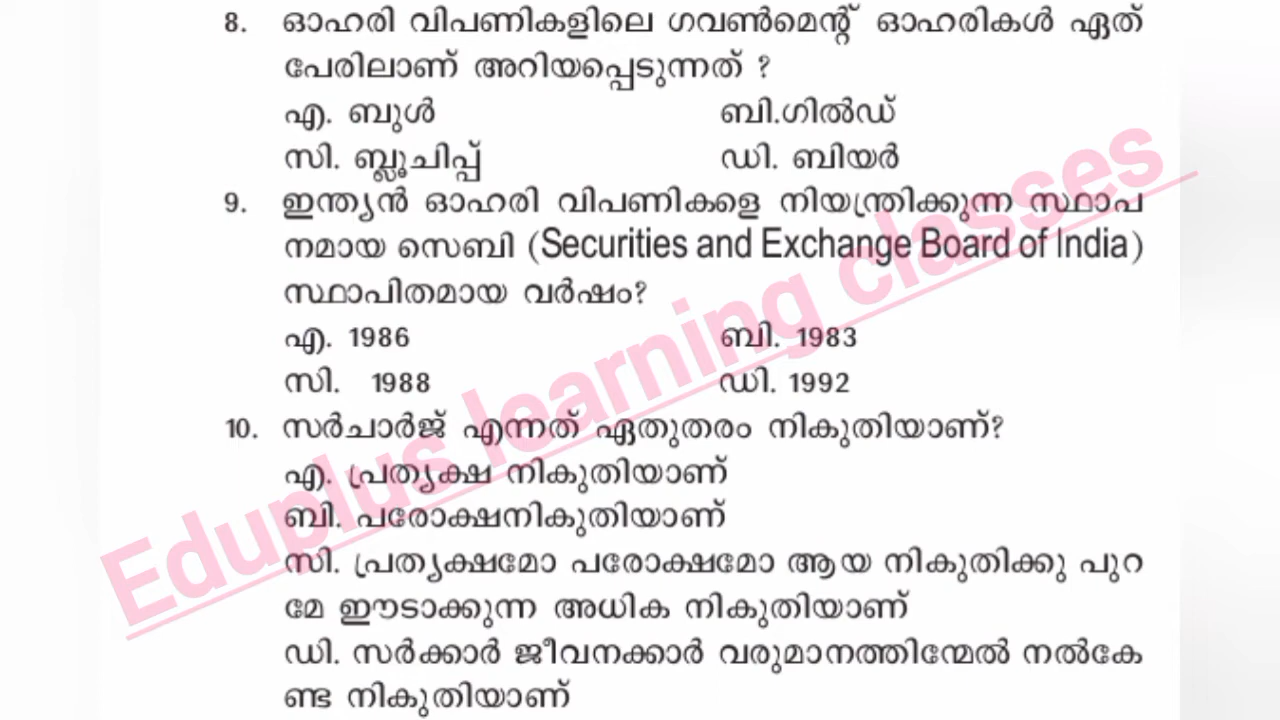 8. ഓഹരി വിപണികളിലെ ഗവൺമെന്റ് ഓഹരികൾ ഏത്
പേരിലാണ് അറിയപ്പെടുന്നത് ?
എ. ബുൾ ബി.ഗിൽഡ്
സി. ബ്ലൂചിപ്പ് ഡി. ബിയർ
9. ഇന്ത്യൻ ഓഹരി വിപണികളെ നിയന്ത്രിക്കുന്ന സ്ഥാപ
നമായ സെബി (Securities and Exchange Board of India)
സ്ഥാപിതമായ വർഷം?
എ. 1986 ബി. 1983
സി. 1988 ഡി. 1992
10. സർചാർജ് എന്നത് ഏതുതരം നികുതിയാണ്?
എ. പ്രത്യക്ഷ നികുതിയാണ്
ബി. പരോക്ഷനികുതിയാണ്
സി. പ്രത്യക്ഷമോ പരോക്ഷമോ ആയ നികുതിക്കു പുറ
മേ ഈടാക്കുന്ന അധിക നികുതിയാണ്
ഡി. സർക്കാർ ജീവനക്കാർ വരുമാനത്തിന്മേൽ നൽകേ
ണ്ട നികുതിയാണ്
Eduplus learning classes